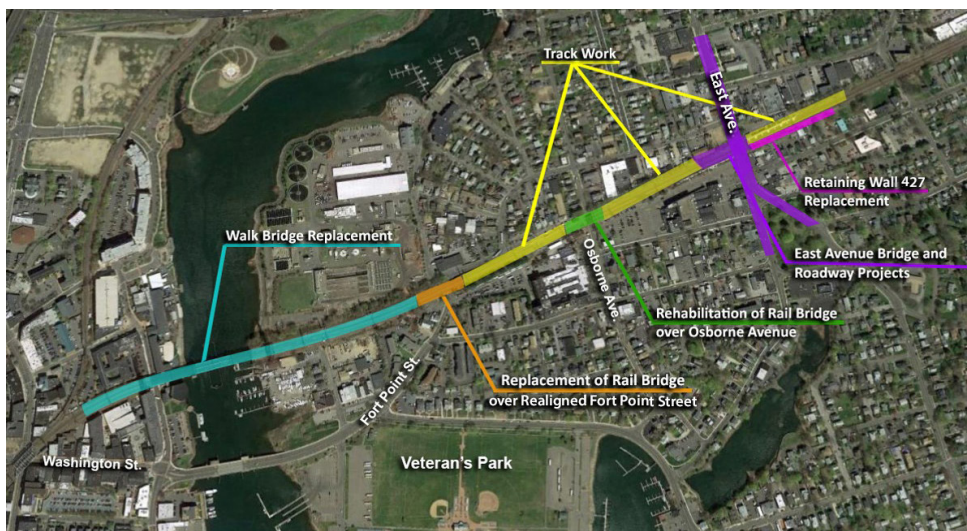 Track Work
East Ave.
Retaining Wall 427
Replacement
Walk Bridge Replacement
East Avenue Bridge and
Roadway Projects
Osborne Ave.
Rehabilitation of Rail Bridge
over Osborne Avenue
Fort Point St.
Replacement of Rail Bridge
over Realigned Fort Point Street
Washington St.
Veteran's Park